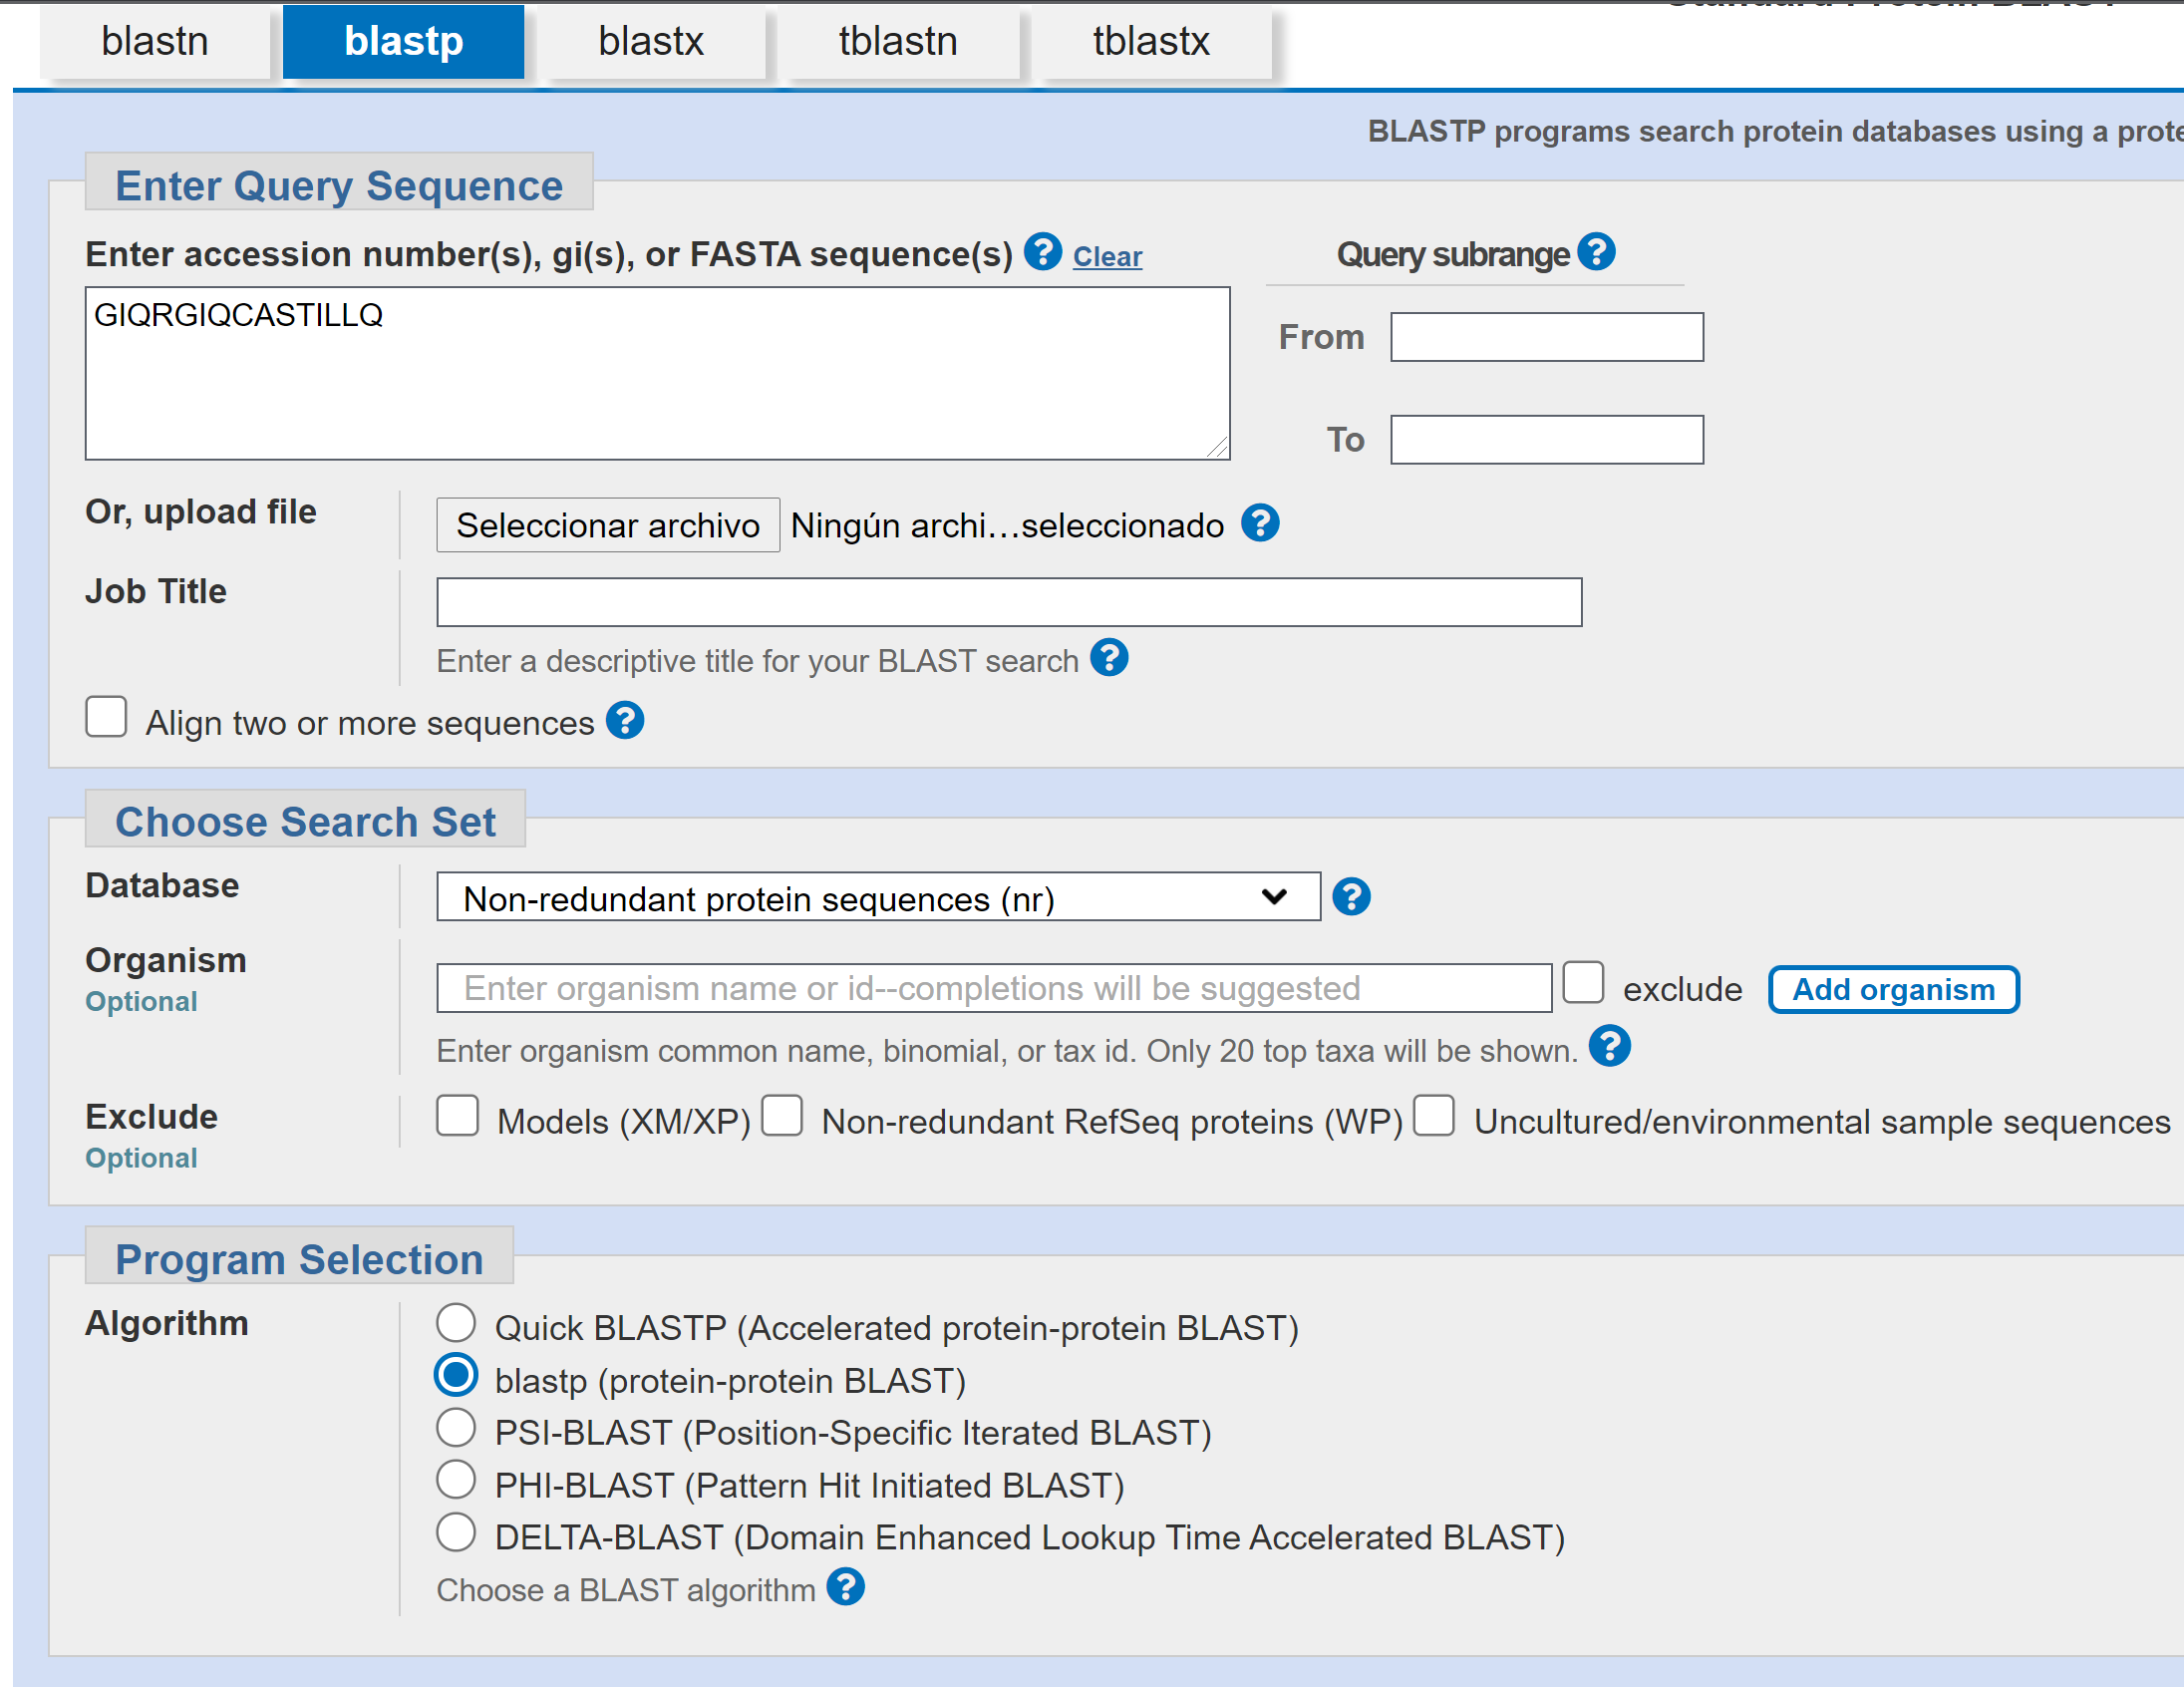 blastn blastp blastx tblastn tblastx
BLASTP programs search protein databases using a
Enter Query Sequence
Enter accession number(s), gi(s), or FASTA sequence(s) ? Clear
Query subrange ?
GIQRGIQCASTILLQ
From
To
Or, upload file
Seleccionar archivo Ningún archi…seleccionado ?
Job Title
Enter a descriptive title for your BLAST search ?
Align two or more sequences ?
Choose Search Set
Database
Non-redundant protein sequences (nr) ?
Organism
Optional
Enter organism name or id--completions will be suggested
exclude
Add organism
Enter organism common name, binomial, or tax id. Only 20 top taxa will be shown. ?
Exclude
Optional
Models (XM/XP) Non-redundant RefSeq proteins (WP) Uncultured/environmental sample sequences
Program Selection
Algorithm
Quick BLASTP (Accelerated protein-protein BLAST)
blastp (protein-protein BLAST)
PSI-BLAST (Position-Specific Iterated BLAST)
PHI-BLAST (Pattern Hit Initiated BLAST)
DELTA-BLAST (Domain Enhanced Lookup Time Accelerated BLAST)
Choose a BLAST algorithm ?